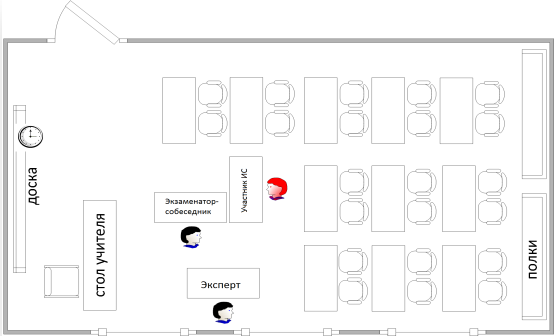 доска
стол учителя
Экзаменатор-
собеседник
Участник ИС
Эксперт
полки